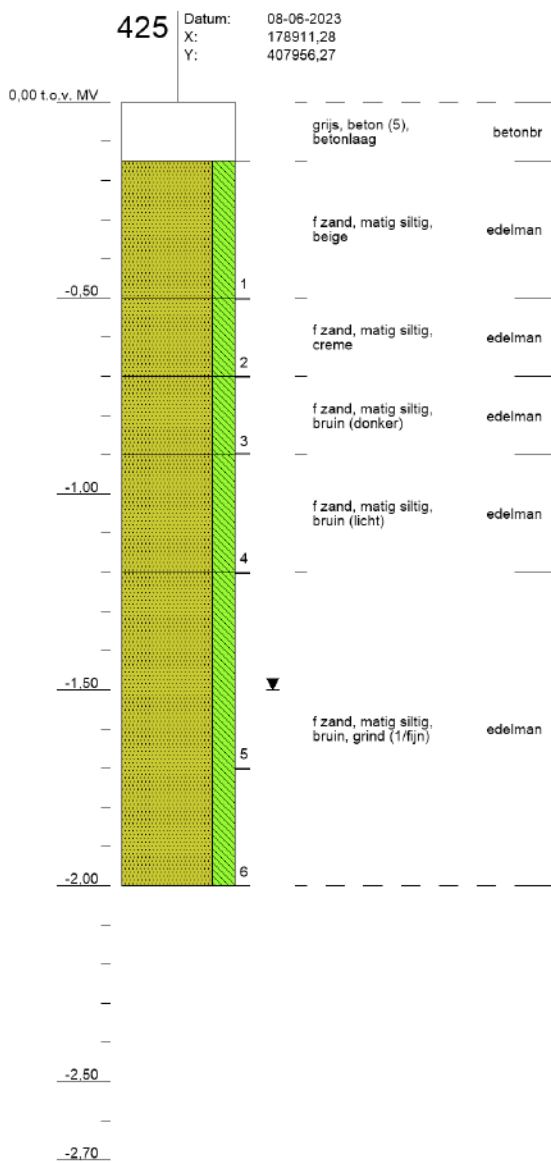 425
Datum: 08-06-2023
X: 178911,28
Y: 407956,27
0,00 t.o.v. MV
grijs, beton (5),
betonlaag
betonbr
f zand, matig siltig,
beige
edelman
1
-0,50
f zand, matig siltig,
creme
edelman
2
f zand, matig siltig,
bruin (donker)
edelman
3
-1,00
f zand, matig siltig,
bruin (licht)
edelman
4
-1,50
f zand, matig siltig,
bruin, grind (1/fijn)
edelman
5
6
-2,00
-2,50
-2,70